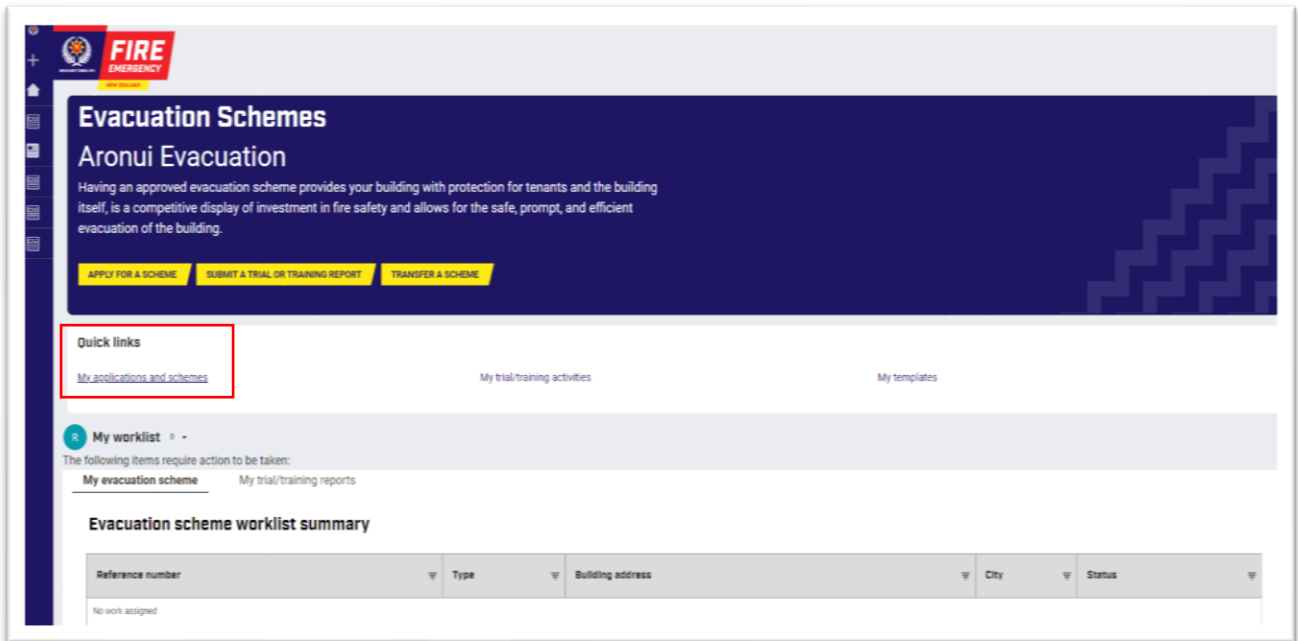 FIRE
EMERGENCY
NEW ZEALAND
Evacuation Schemes
Aronui Evacuation
Having an approved evacuation scheme provides your building with protection for tenants and the building
itself, is a competitive display of investment in fire safety and allows for the safe, prompt, and efficient
evacuation of the building.
APPLY FOR A SCHEME SUBMIT A TRIAL OR TRAINING REPORT TRANSFER A SCHEME
Quick links
My applications and schemes My trial/training activities My templates
R My worklist 0
The following items require action to be taken:
My evacuation scheme My trial/training reports
Evacuation scheme worklist summary
Reference number Type Building address City Status
No work assigned